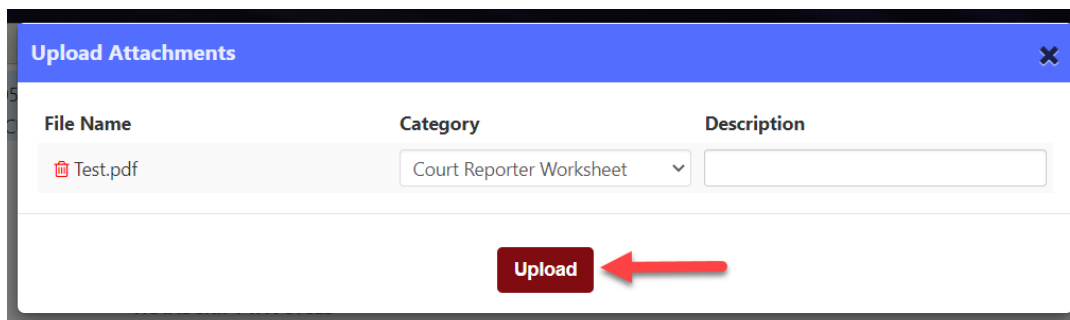 Upload Attachments
File Name Category Description
Test.pdf Court Reporter Worksheet
Upload